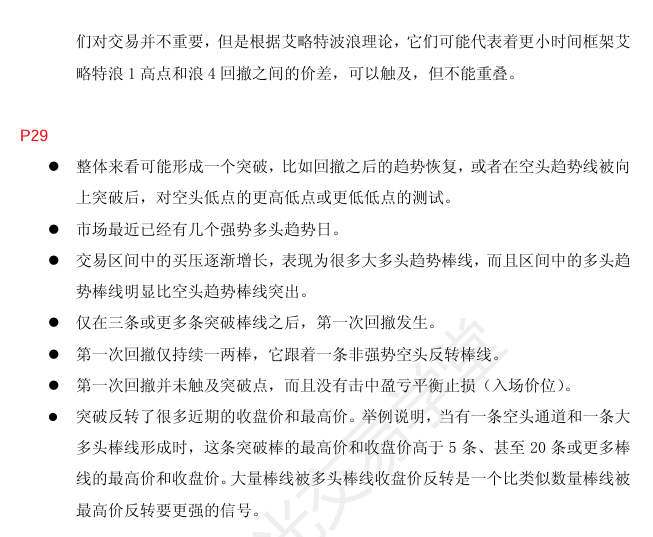 们对交易并不重要，但是根据艾略特波浪理论，它们可能代表着更小时间框架艾
略特浪 1 高点和浪 4 回撤之间的价差，可以触及，但不能重叠。
P29
● 整体来看可能形成一个突破，比如回撤之后的趋势恢复，或者在空头趋势线被向
上突破后，对空头低点的更高低点或更低低点的测试。
● 市场最近已经有几个强势多头趋势日。
● 交易区间中的买压逐渐增长，表现为很多大多头趋势棒线，而且区间中的多头趋
势棒线明显比空头趋势棒线突出。
● 仅在三条或更多条突破棒线之后，第一次回撤发生。
● 第一次回撤仅持续一两棒，它跟着一条非强势空头反转棒线。
● 第一次回撤并未触及突破点，而且没有击中盈亏平衡止损（入场价位）。
● 突破反转了很多近期的收盘价和最高价。举例说明，当有一条空头通道和一条大
多头棒线形成时，这条突破棒的最高价和收盘价高于 5 条、甚至 20 条或更多棒
线的最高价和收盘价。大量棒线被多头棒线收盘价反转是一个比类似数量棒线被
最高价反转要更强的信号。
交易学堂